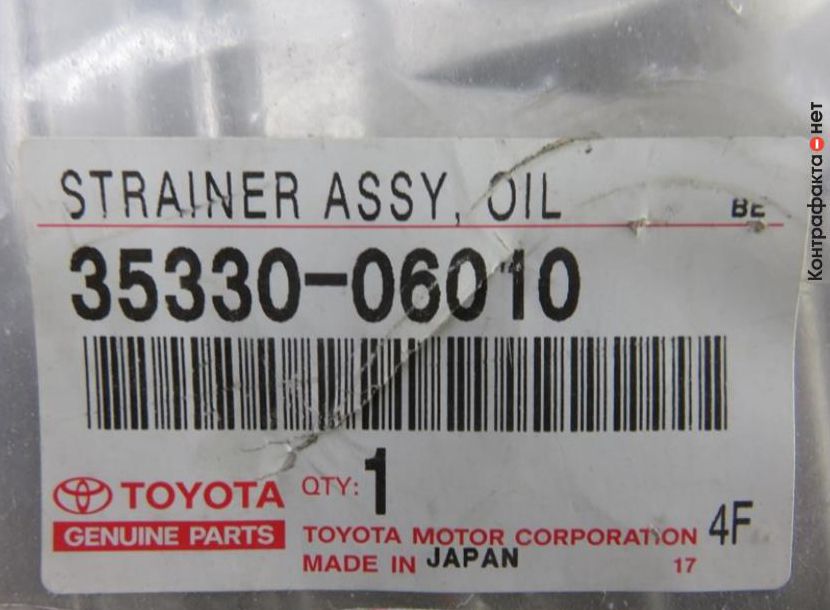 STRAINER ASSY, OIL BE
35330-06010
TOYOTA QTY: 1
GENUINE PARTS
TOYOTA MOTOR CORPORATION 4F
MADE IN JAPAN 17
Контрафакта нет